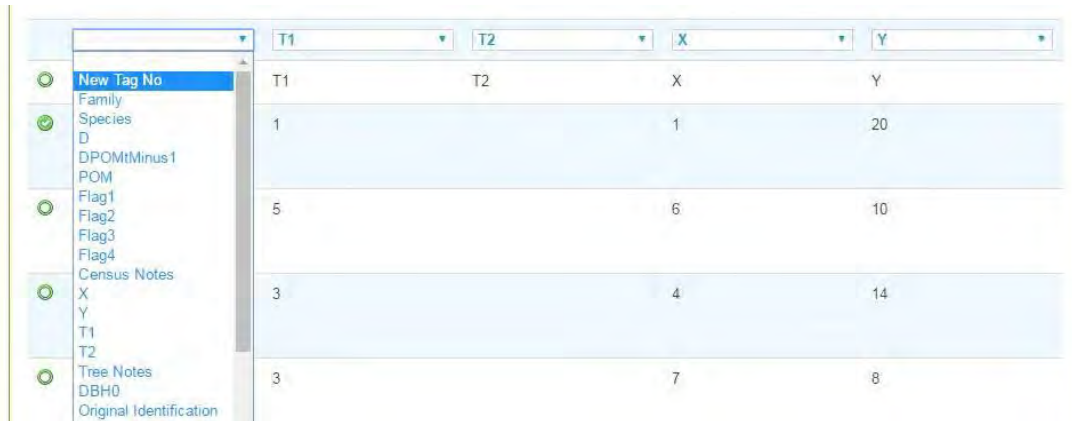 T1 T2 X Y
New Tag No
T1 T2 X Y
Family
Species
D
1 1 20
DPOMtMinus1
POM
Flag1
Flag2
5 6 10
Flag3
Flag4
Census Notes
X
3 4 14
Y
T1
T2
Tree Notes
3 7 8
DBH0
Original Identification